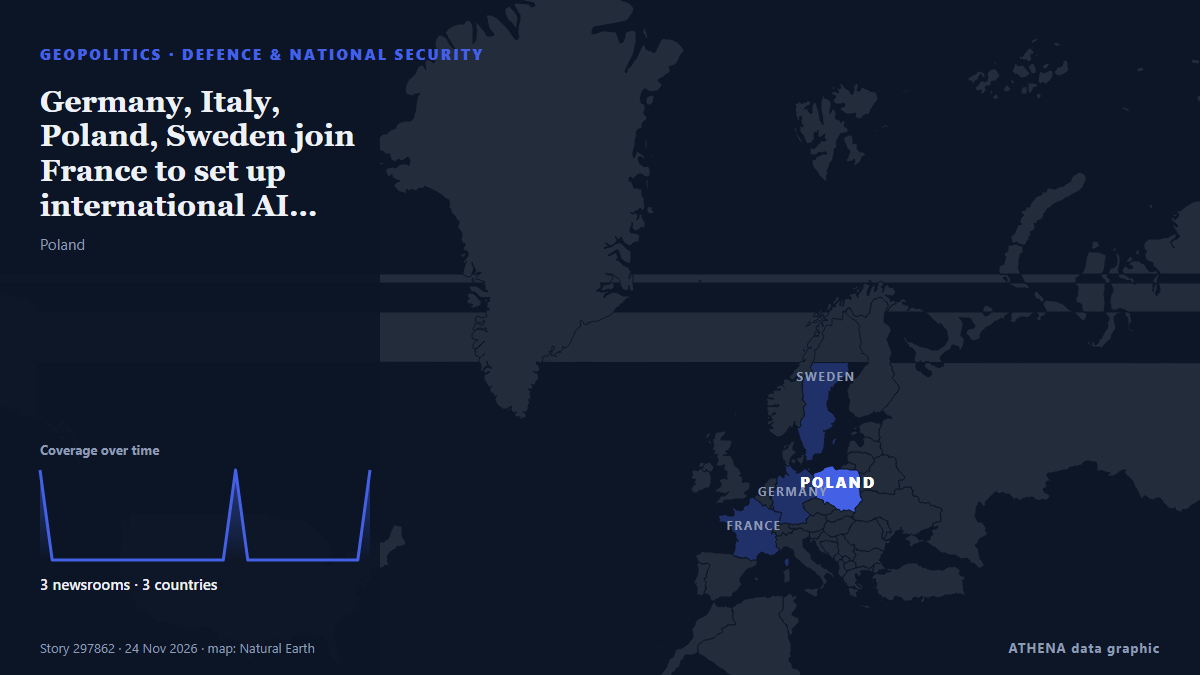 GEOPOLITICS · DEFENCE & NATIONAL SECURITY
Germany, Italy,
Poland, Sweden join
France to set up
international AI...
Poland
SWEDEN
POLAND
GERMANY
FRANCE
Coverage over time
3 newsrooms · 3 countries
Story 297862 · 24 Nov 2026 · map: Natural Earth
ATHENA data graphic